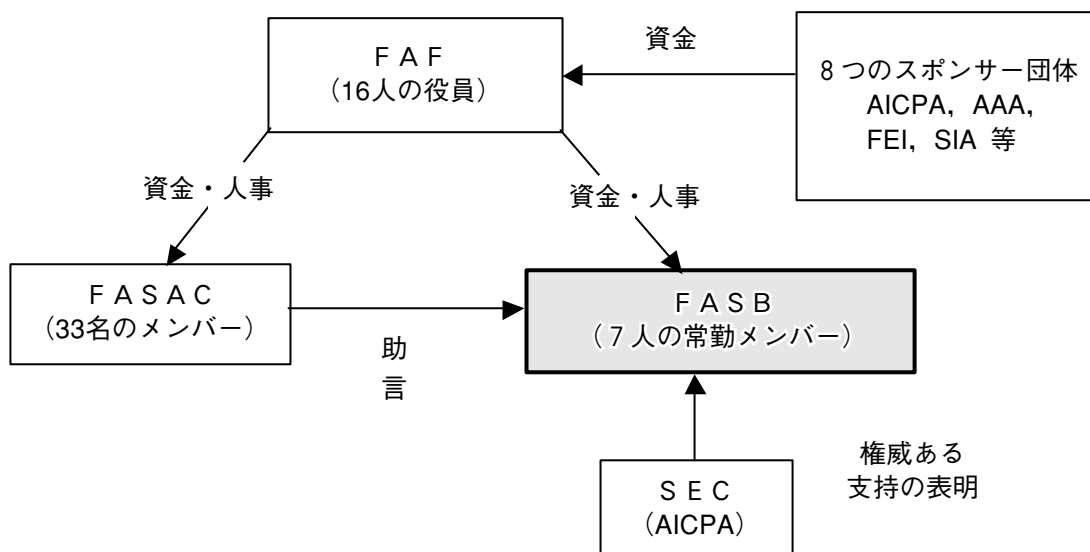 ＦＡＦ
（16人の役員）
資金
８つのスポンサー団体
AICPA，AAA，
FEI，SIA 等
資金・人事
資金・人事
ＦＡＳＡＣ
（33名のメンバー）
助
言
ＦＡＳＢ
（７人の常勤メンバー）
権威ある
支持の表明
ＳＥＣ
（AICPA）